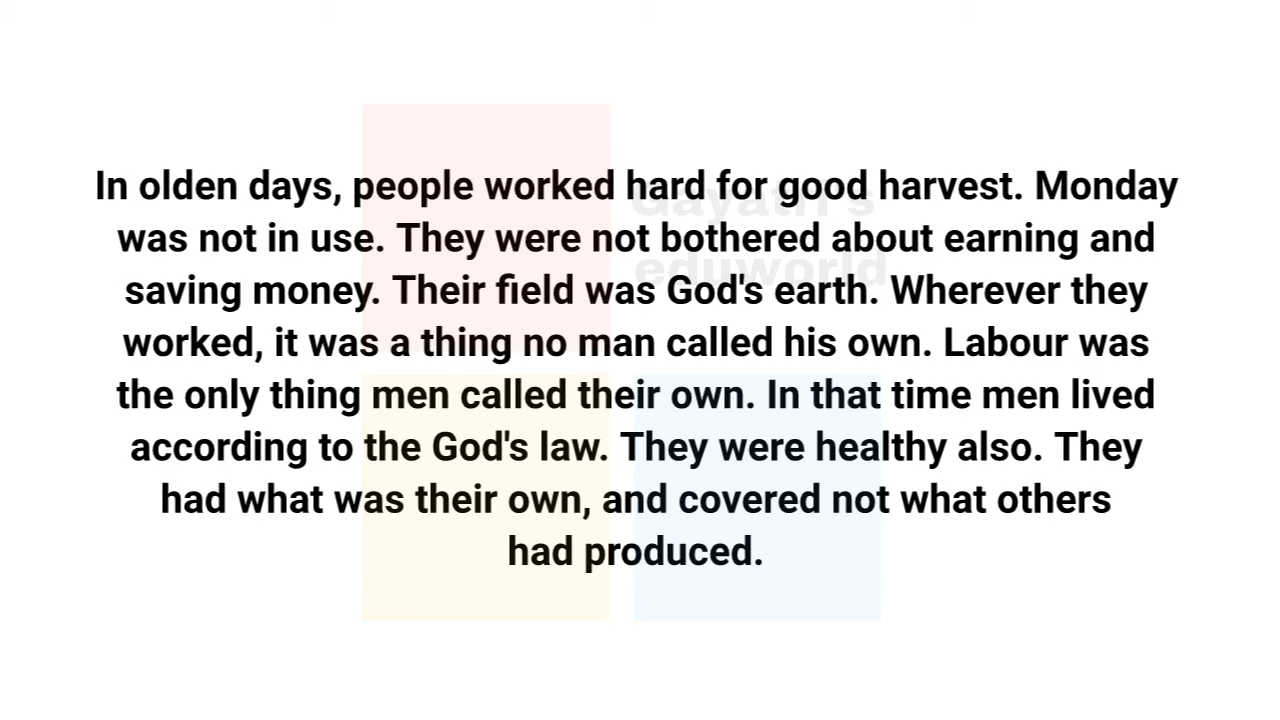 In olden days, people worked hard for good harvest. Monday
was not in use. They were not bothered about earning and
saving money. Their field was God's earth. Wherever they
worked, it was a thing no man called his own. Labour was
the only thing men called their own. In that time men lived
according to the God's law. They were healthy also. They
had what was their own, and covered not what others
had produced.
Gayatri's
eduworld